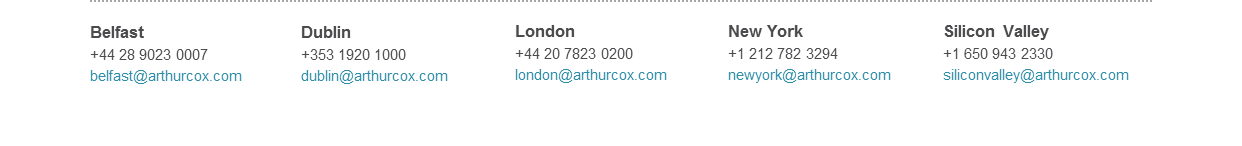 Belfast
+44 28 9023 0007
belfast@arthurcox.com
Dublin
+353 1920 1000
dublin@arthurcox.com
London
+44 20 7823 0200
london@arthurcox.com
New York
+1 212 782 3294
newyork@arthurcox.com
Silicon Valley
+1 650 943 2330
siliconvalley@arthurcox.com